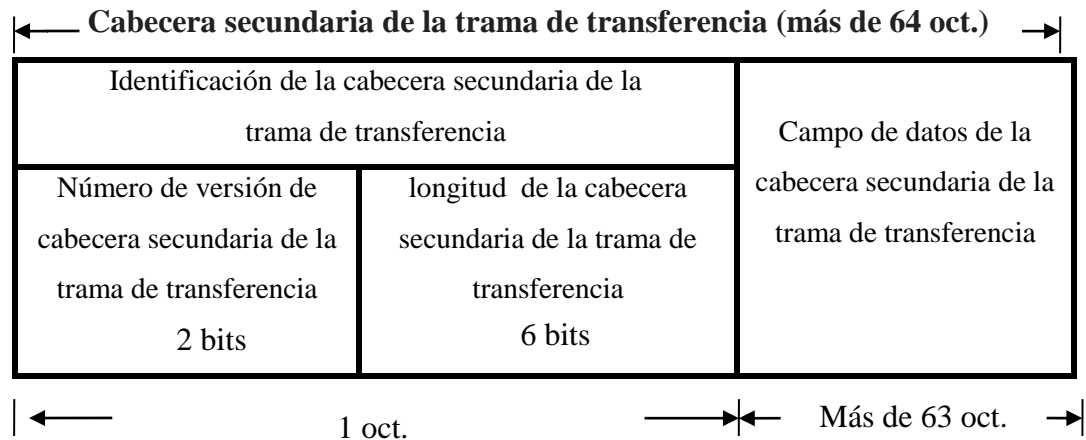 Cabecera secundaria de la trama de transferencia (más de 64 oct.)
Identificación de la cabecera secundaria de la
trama de transferencia
Número de versión de
cabecera secundaria de la
trama de transferencia
2 bits
longitud de la cabecera
secundaria de la trama de
transferencia
6 bits
Campo de datos de la
cabecera secundaria de la
trama de transferencia
1 oct.
Más de 63 oct.